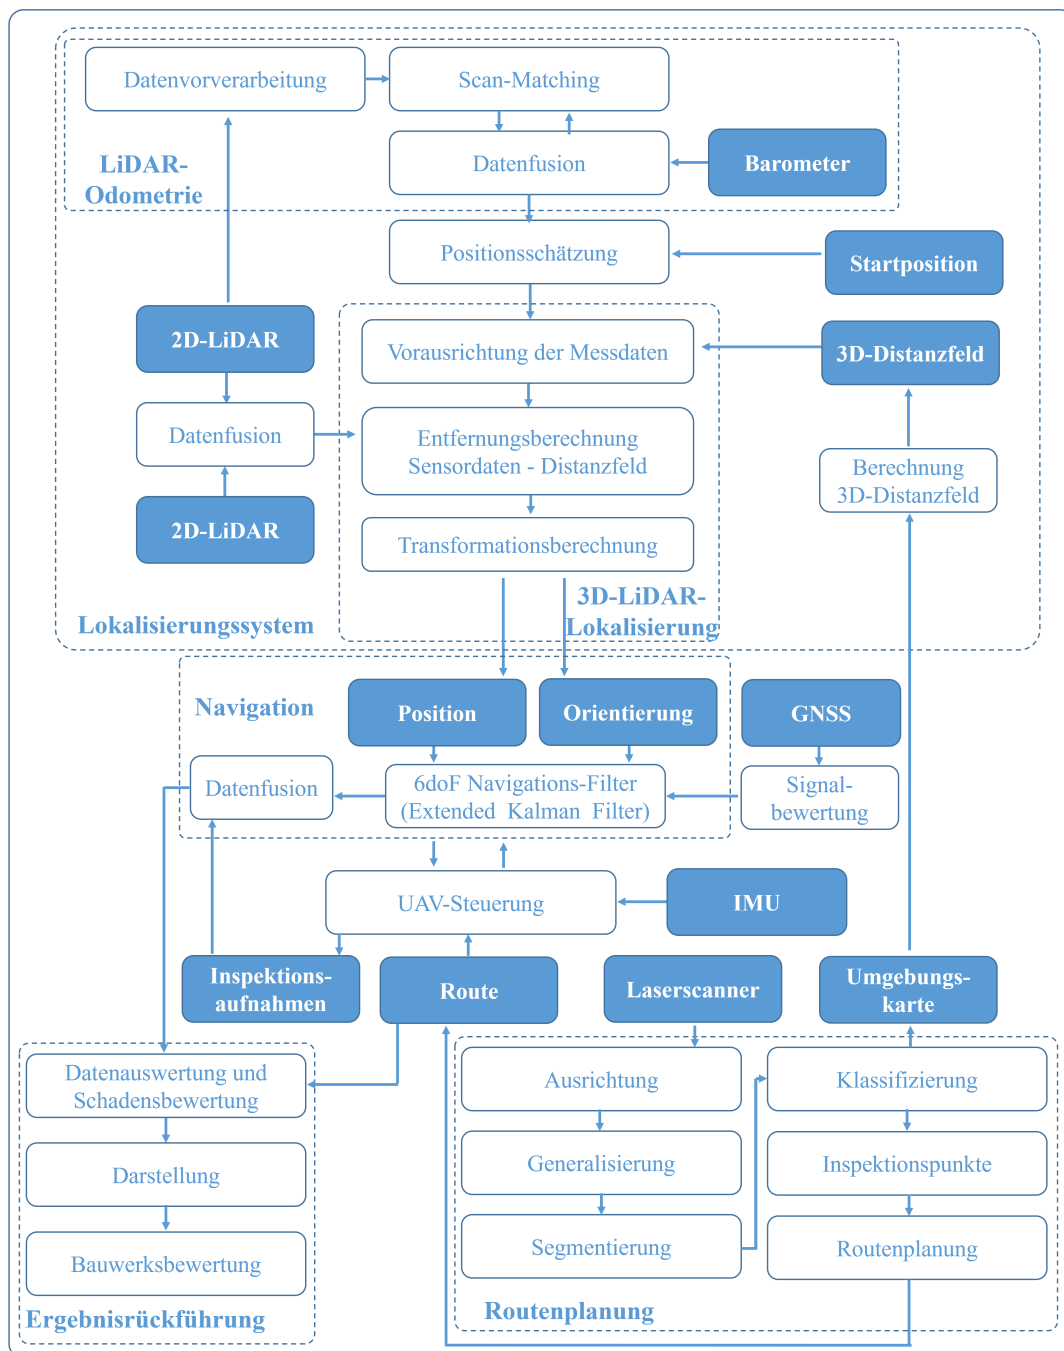 Datenvorverarbeitung
Scan-Matching
LiDAR-
Odometrie
Datenfusion
Barometer
Positionsschätzung
Startposition
2D-LiDAR
Vorausrichtung der Messdaten
3D-Distanzfeld
Datenfusion
Entfernungsberechnung
Sensordaten - Distanzfeld
Berechnung
3D-Distanzfeld
2D-LiDAR
Transformationsberechnung
Lokalisierungssystem
3D-LiDAR-
Lokalisierung
Navigation
Position
Orientierung
GNSS
Datenfusion
6doF Navigations-Filter
(Extended Kalman Filter)
Signal-
bewertung
UAV-Steuerung
IMU
Inspektions-
aufnahmen
Route
Laserscanner
Umgebungs-
karte
Datenauswertung und
Schadensbewertung
Ausrichtung
Klassifizierung
Darstellung
Generalisierung
Inspektionspunkte
Bauwerksbewertung
Segmentierung
Routenplanung
Ergebnisrückführung
Routenplanung